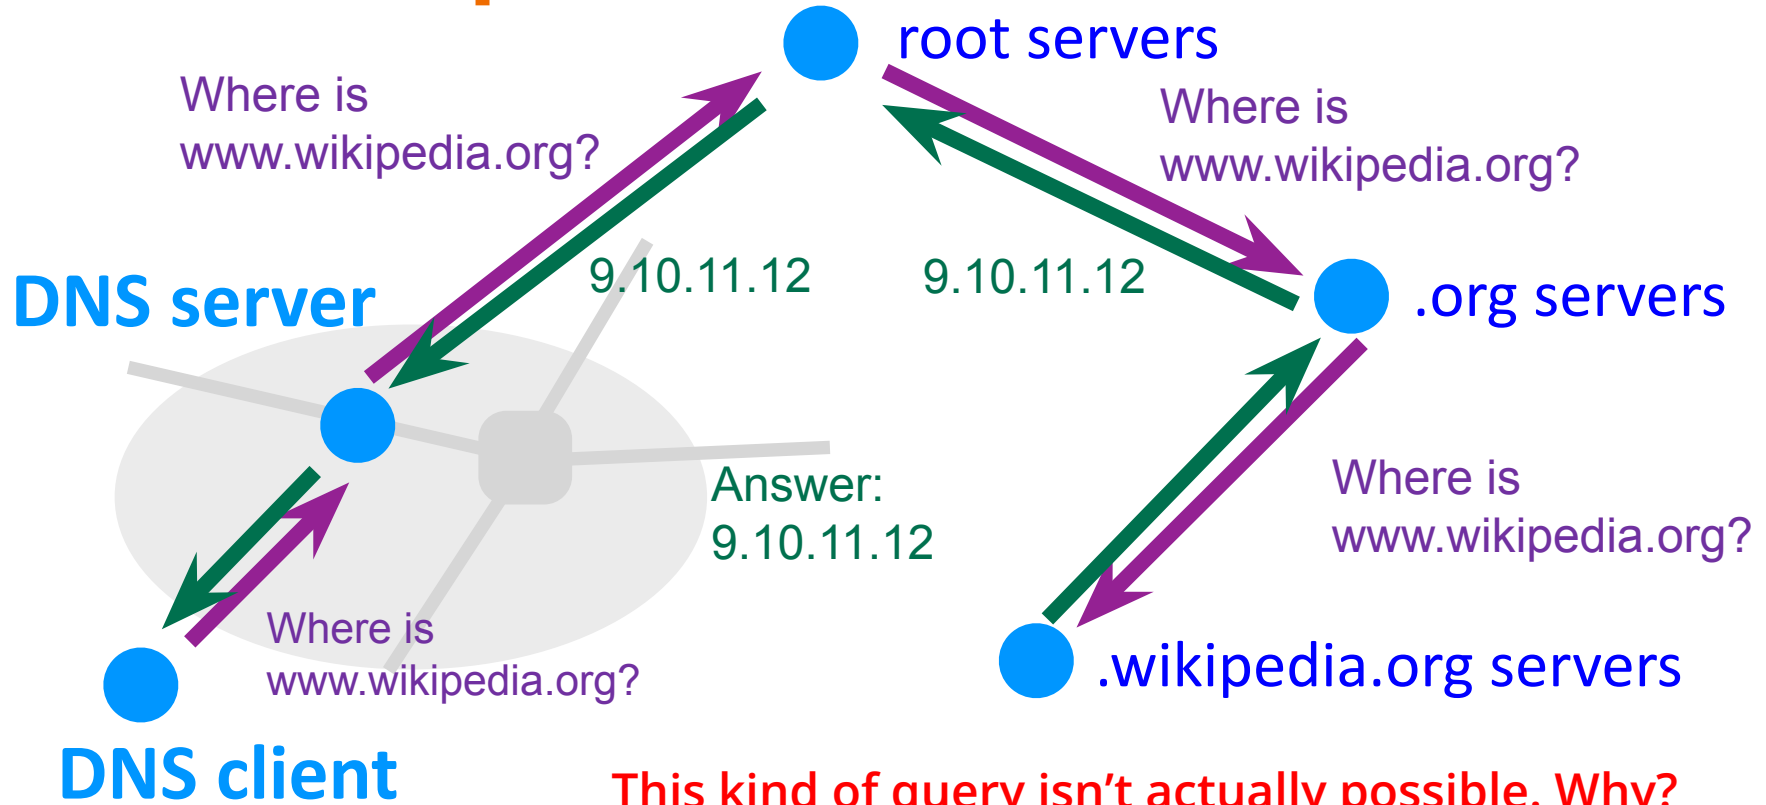 root servers
Where is
www.wikipedia.org?
Where is
www.wikipedia.org?
9.10.11.12
9.10.11.12
DNS server
.org servers
Answer:
9.10.11.12
Where is
www.wikipedia.org?
Where is
www.wikipedia.org?
.wikipedia.org servers
DNS client
This kind of query isn’t actually possible. Why?